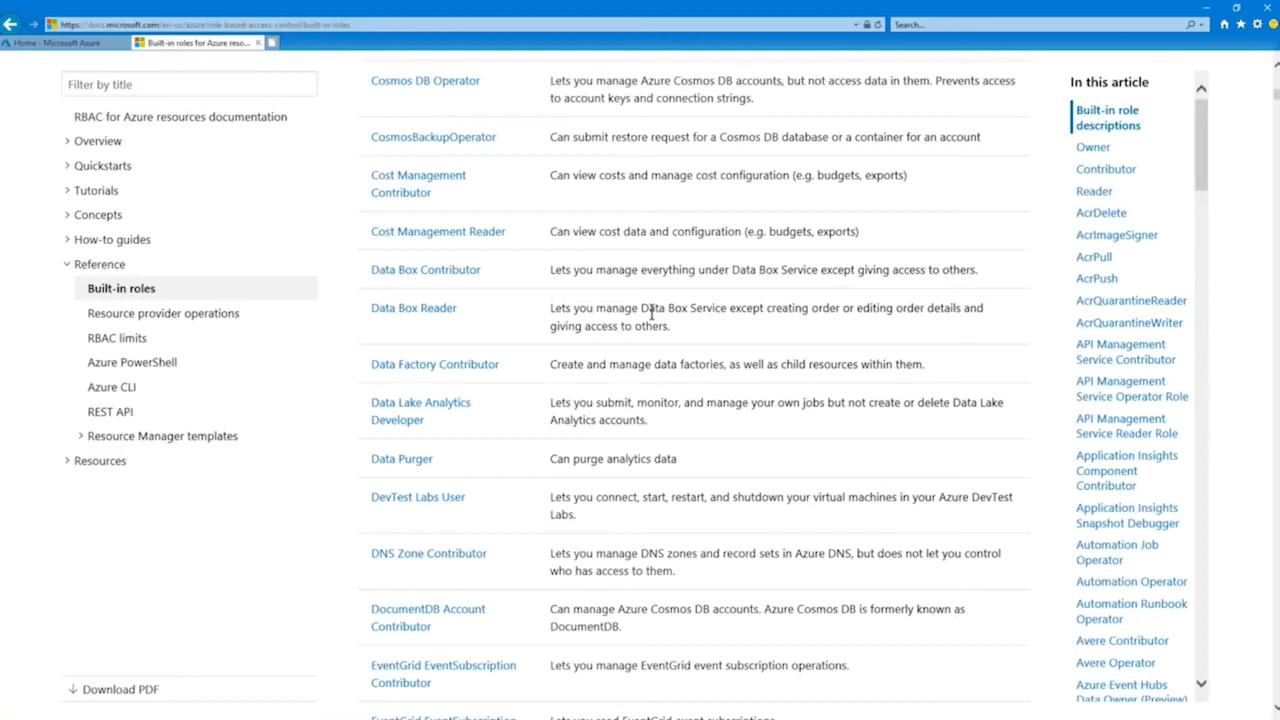 https://docs.microsoft.com/en-us/azure/role-based-access-control/built-in-roles
Search...
Home - Microsoft Azure
Built-in roles for Azure reso...
Filter by title
RBAC for Azure resources documentation
Overview
Quickstarts
Tutorials
Concepts
How-to guides
Reference
Built-in roles
Resource provider operations
RBAC limits
Azure PowerShell
Azure CLI
REST API
Resource Manager templates
Resources
Download PDF
Cosmos DB Operator
Lets you manage Azure Cosmos DB accounts, but not access data in them. Prevents access
to account keys and connection strings.
CosmosBackupOperator
Can submit restore request for a Cosmos DB database or a container for an account
Cost Management
Contributor
Can view costs and manage cost configuration (e.g. budgets, exports)
Cost Management Reader
Can view cost data and configuration (e.g. budgets, exports)
Data Box Contributor
Lets you manage everything under Data Box Service except giving access to others.
Data Box Reader
Lets you manage Data Box Service except creating order or editing order details and
giving access to others.
Data Factory Contributor
Create and manage data factories, as well as child resources within them.
Data Lake Analytics
Developer
Lets you submit, monitor, and manage your own jobs but not create or delete Data Lake
Analytics accounts.
Data Purger
Can purge analytics data
DevTest Labs User
Lets you connect, start, restart, and shutdown your virtual machines in your Azure DevTest
Labs.
DNS Zone Contributor
Lets you manage DNS zones and record sets in Azure DNS, but does not let you control
who has access to them.
DocumentDB Account
Contributor
Can manage Azure Cosmos DB accounts. Azure Cosmos DB is formerly known as
DocumentDB.
EventGrid EventSubscription
Contributor
Lets you manage EventGrid event subscription operations.
EventGrid EventSubscription
Lets you read EventGrid event subscriptions.
In this article
Built-in role
descriptions
Owner
Contributor
Reader
AcrDelete
AcrImageSigner
AcrPull
AcrPush
AcrQuarantineReader
AcrQuarantineWriter
API Management
Service Contributor
API Management
Service Operator Role
API Management
Service Reader Role
Application Insights
Component
Contributor
Application Insights
Snapshot Debugger
Automation Job
Operator
Automation Operator
Automation Runbook
Operator
Avere Contributor
Avere Operator
Azure Event Hubs
Data Owner (Preview)